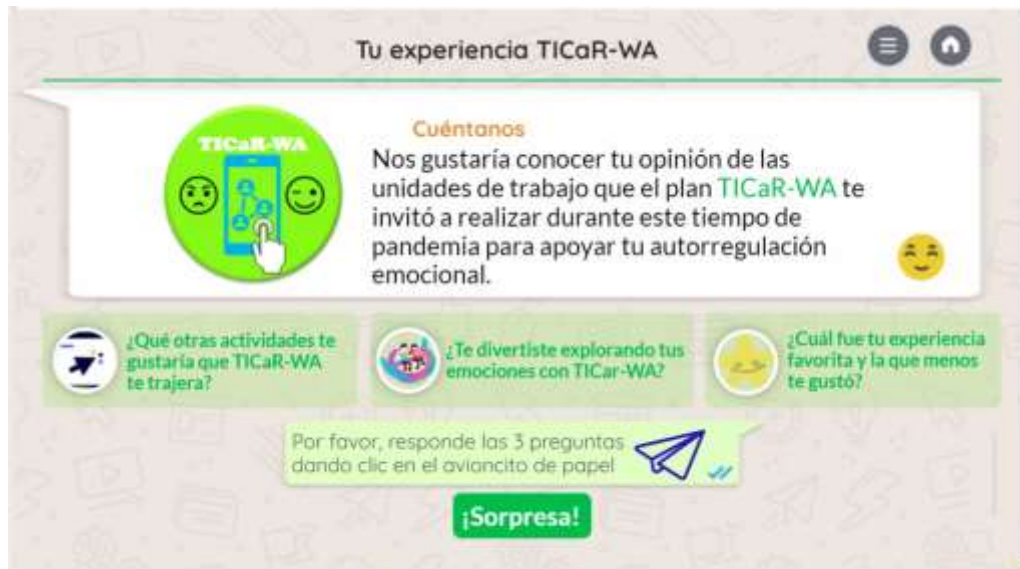 Tu experiencia TICaR-WA
Cuéntanos
TICaR-WA
Nos gustaría conocer tu opinión de las
unidades de trabajo que el plan TICaR-WA te
invitó a realizar durante este tiempo de
pandemia para apoyar tu autorregulación
emocional.
¿Qué otras actividades te
gustaría que TICaR-WA
te trajera?
¿Te divertiste explorando tus
emociones con TICar-WA?
¿Cuál fue tu experiencia
favorita y la que menos
te gustó?
Por favor, responde las 3 preguntas
dando clic en el avioncito de papel
¡Sorpresa!